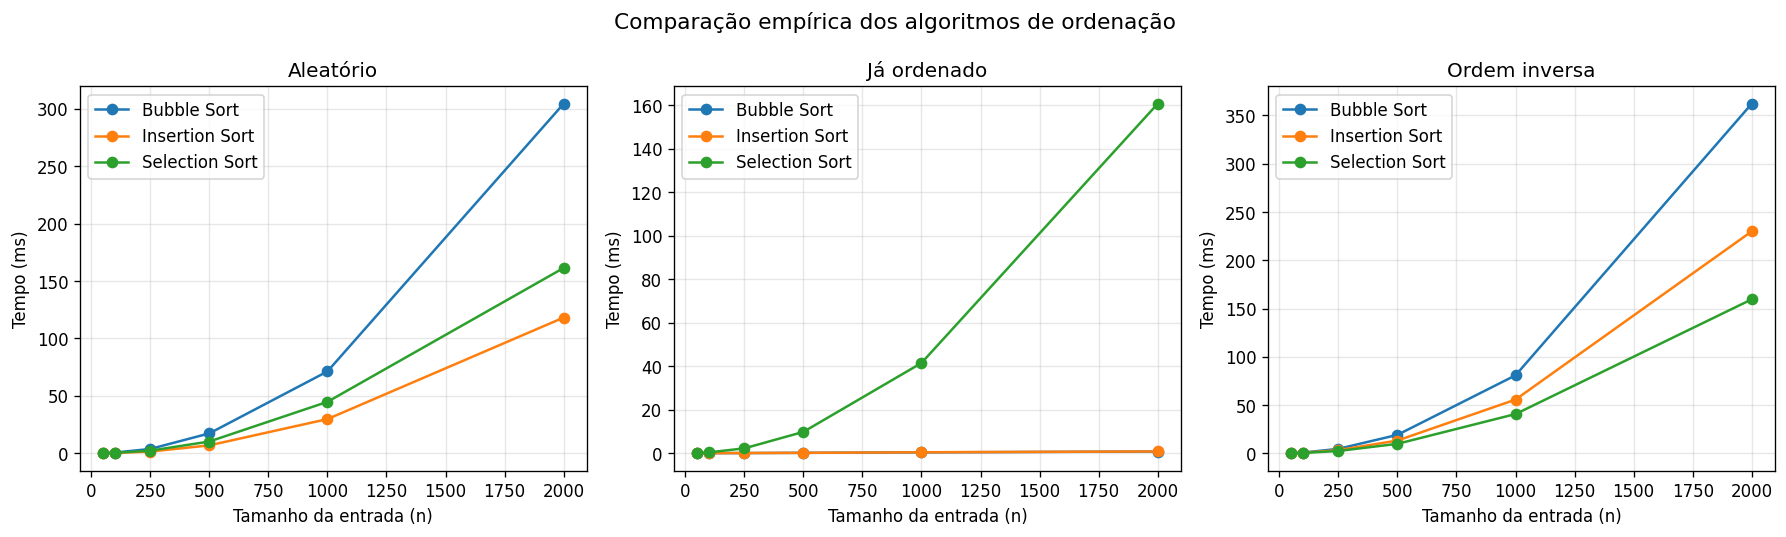 Comparação empírica dos algoritmos de ordenação
Aleatório
Bubble Sort
Insertion Sort
Selection Sort
300
250
200
150
100
50
0
Tempo (ms)
0 250 500 750 1000 1250 1500 1750 2000
Tamanho da entrada (n)
Já ordenado
Bubble Sort
Insertion Sort
Selection Sort
160
140
120
100
80
60
40
20
0
Tempo (ms)
0 250 500 750 1000 1250 1500 1750 2000
Tamanho da entrada (n)
Ordem inversa
Bubble Sort
Insertion Sort
Selection Sort
350
300
250
200
150
100
50
0
Tempo (ms)
0 250 500 750 1000 1250 1500 1750 2000
Tamanho da entrada (n)